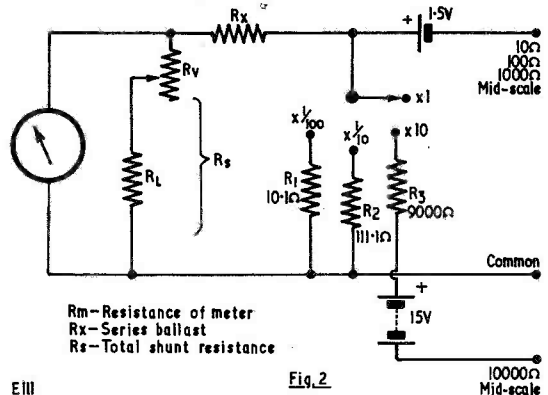 Rx
+
1·5V
10Ω
100Ω
1000Ω
Mid-scale
Rv
x1
x 1/100
x 1/10
x10
Rs
RL
R1
10·1Ω
R2
111·1Ω
R3
9000Ω
Common
+
15V
Rm-Resistance of meter
Rx-Series ballast
Rs-Total shunt resistance
10000Ω
Mid-scale
E111
Fig. 2